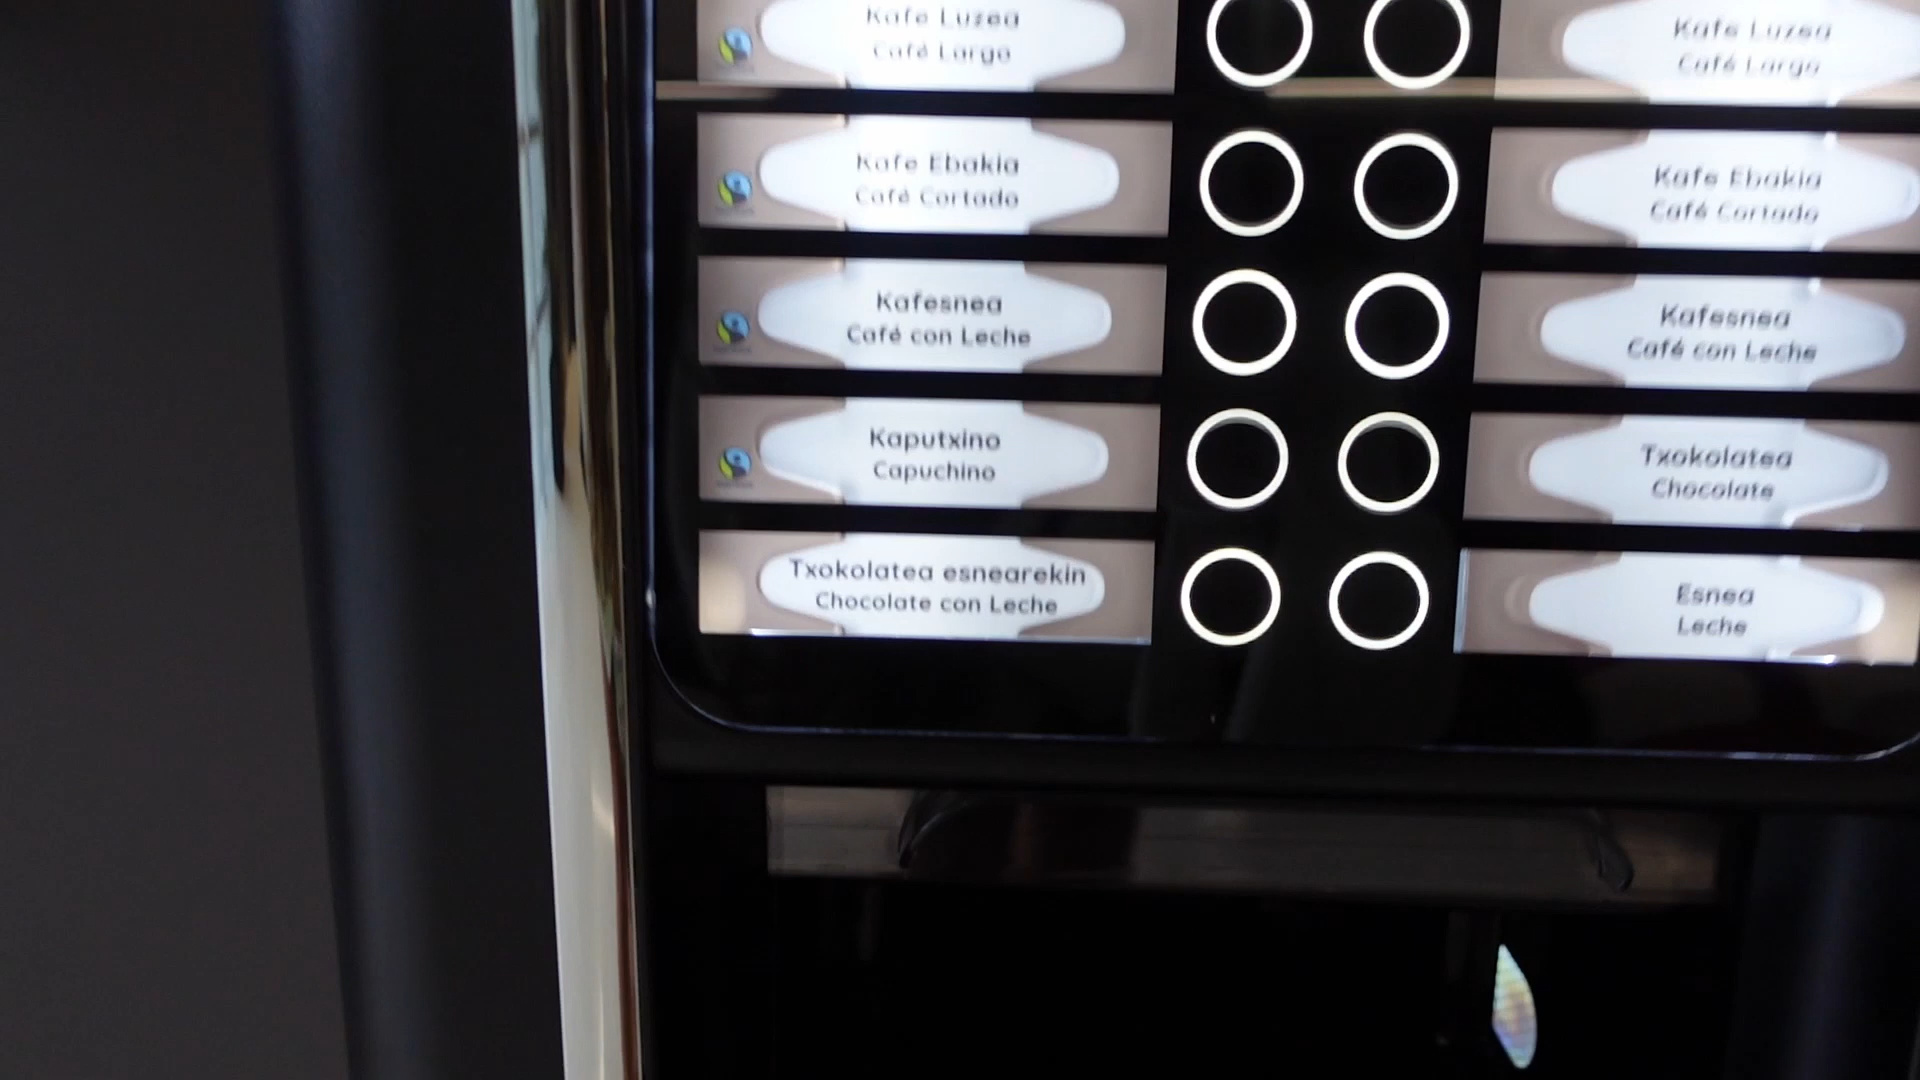 Kafe Luzea
Café Largo
Kafe Luzea
Café Largo
Kafe Ebakia
Café Cortado
Kafe Ebakia
Café Cortado
Kafesnea
Café con Leche
Kafesnea
Café con Leche
Kaputxino
Capuchino
Txokolatea
Chocolate
Txokolatea esnearekin
Chocolate con Leche
Esnea
Leche